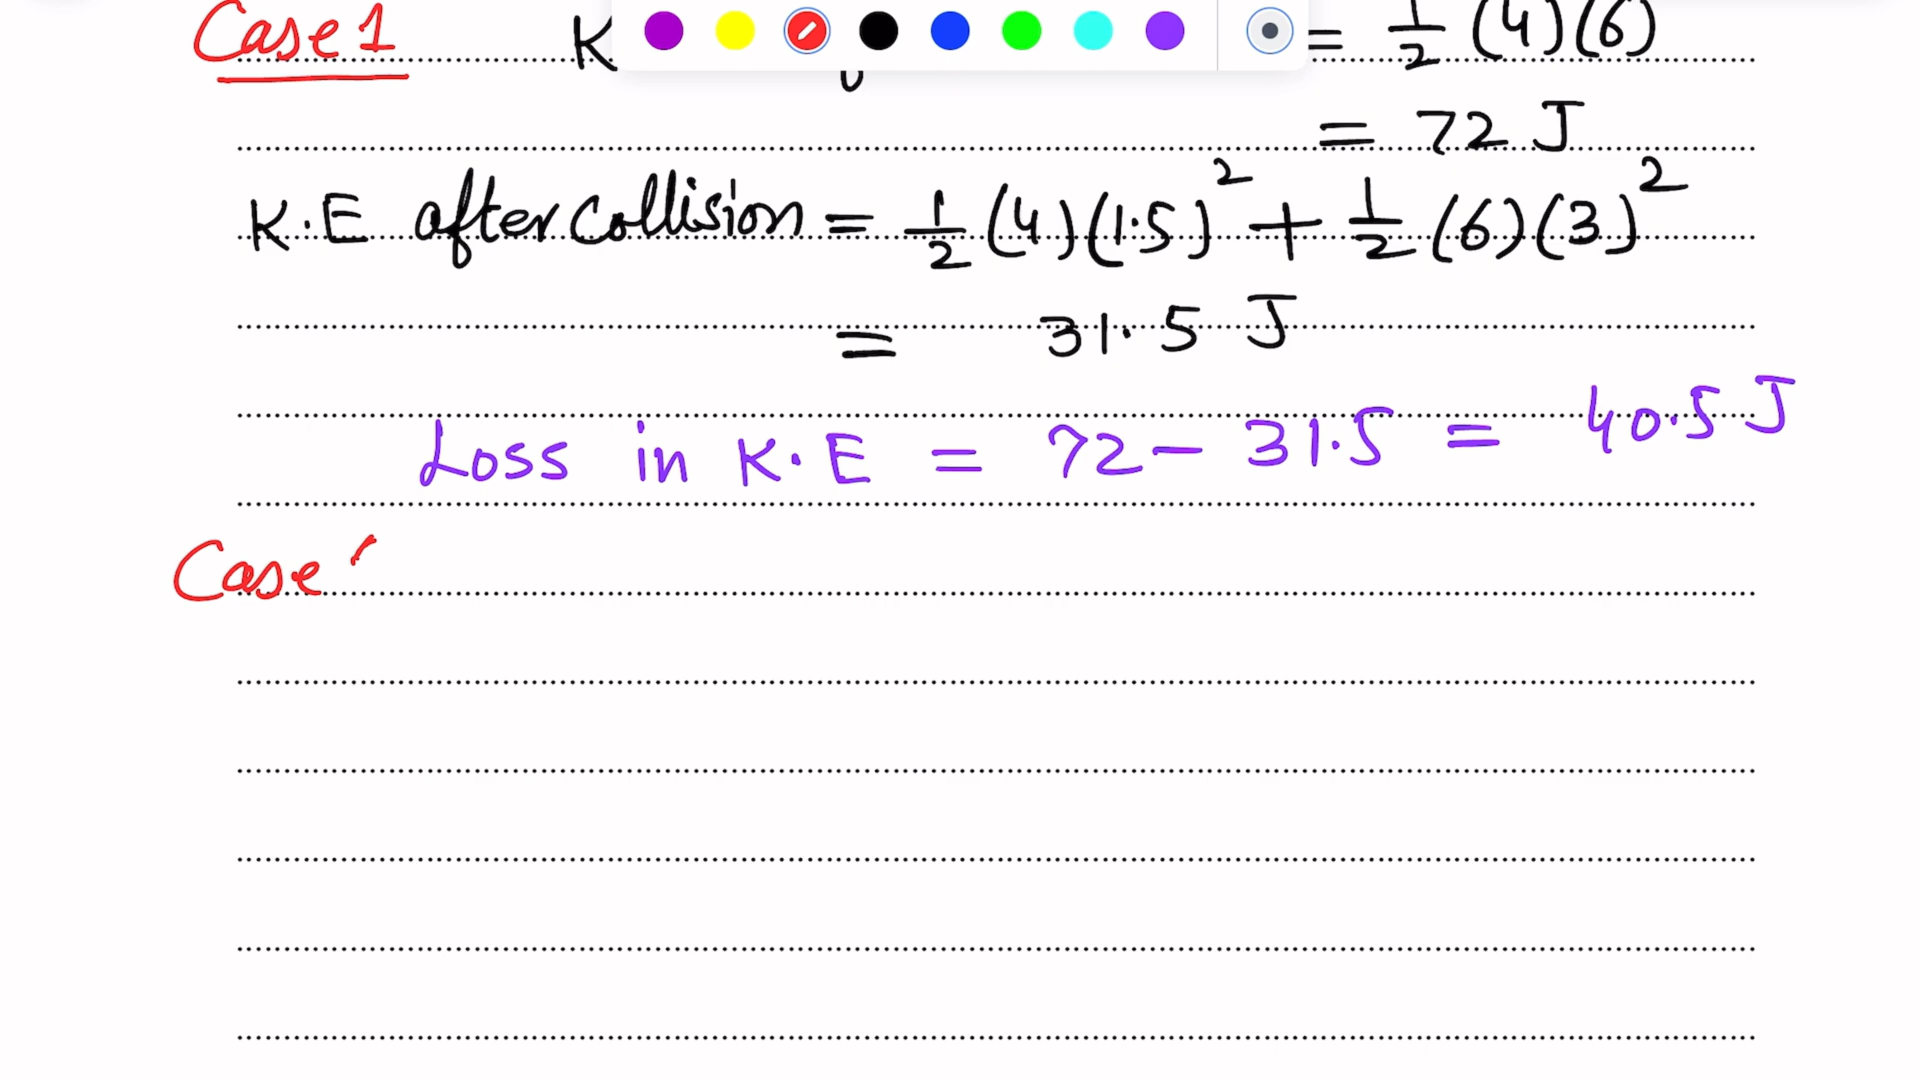 Case 1 K = 1/2 (4)(6)
= 72 J
K.E after collision = 1/2 (4)(1.5)² + 1/2 (6)(3)²
= 31.5 J
Loss in K.E = 72 - 31.5 = 40.5 J
Case